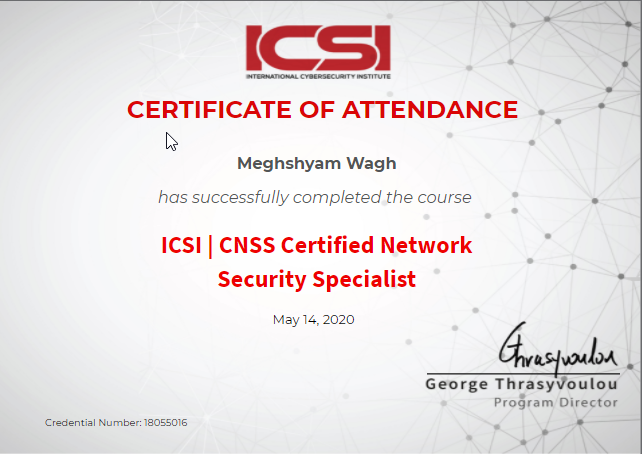 ICSI
INTERNATIONAL CYBERSECURITY INSTITUTE
CERTIFICATE OF ATTENDANCE
Meghshyam Wagh
has successfully completed the course
ICSI | CNSS Certified Network
Security Specialist
May 14, 2020
Thrasyvoulou
George Thrasyvoulou
Program Director
Credential Number: 18055016